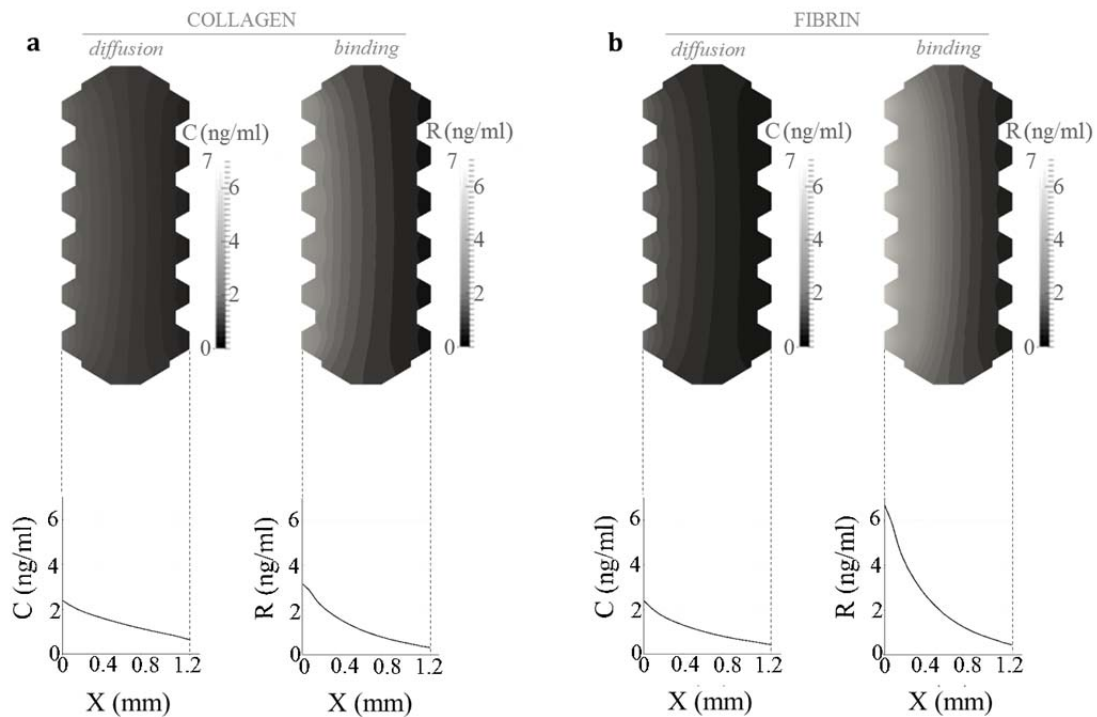 COLLAGEN
a
diffusion
binding
C (ng/ml)
7
6
4
2
0
R (ng/ml)
7
6
4
2
0
C (ng/ml)
6
4
2
0
0 0.4 0.8 1.2
X (mm)
R (ng/ml)
6
4
2
0
0 0.4 0.8 1.2
X (mm)
FIBRIN
b
diffusion
binding
C (ng/ml)
7
6
4
2
0
R (ng/ml)
7
6
4
2
0
C (ng/ml)
6
4
2
0
0 0.4 0.8 1.2
X (mm)
R (ng/ml)
6
4
2
0
0 0.4 0.8 1.2
X (mm)